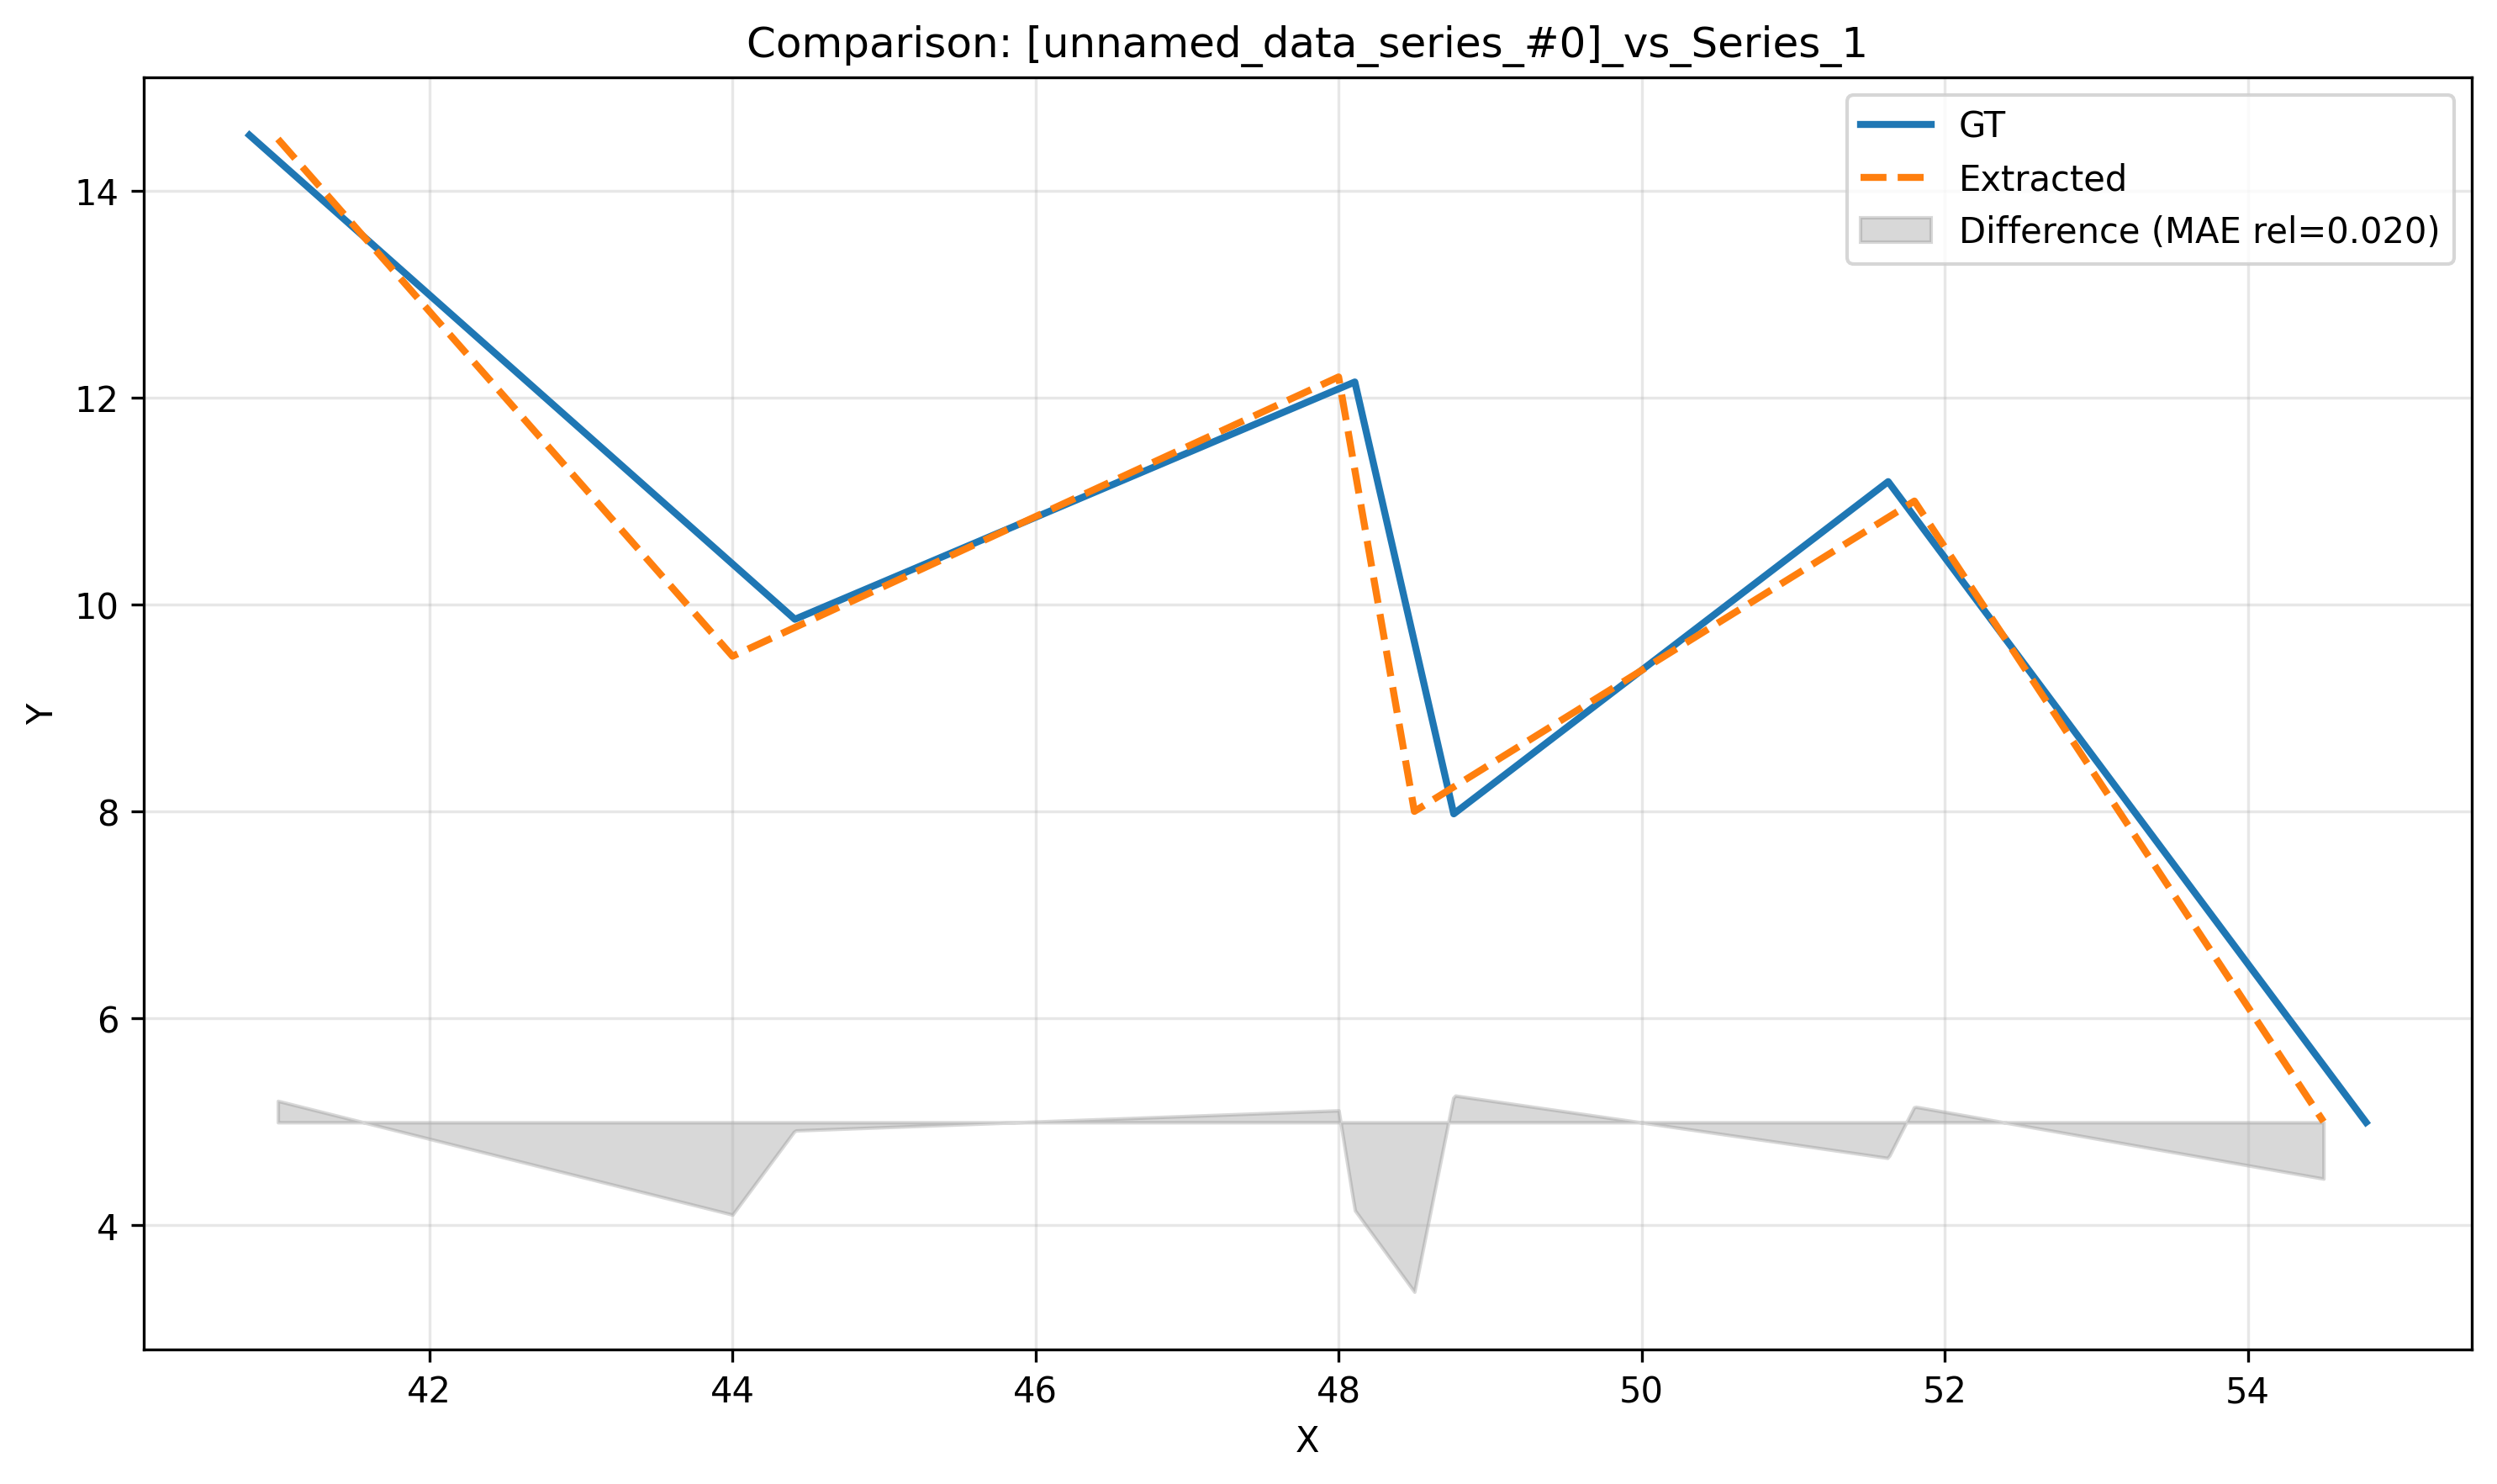 Comparison: [unnamed_data_series_#0]_vs_Series_1
GT
Extracted
Difference (MAE rel=0.020)
14
12
10
8
6
4
Y
42
44
46
48
50
52
54
X